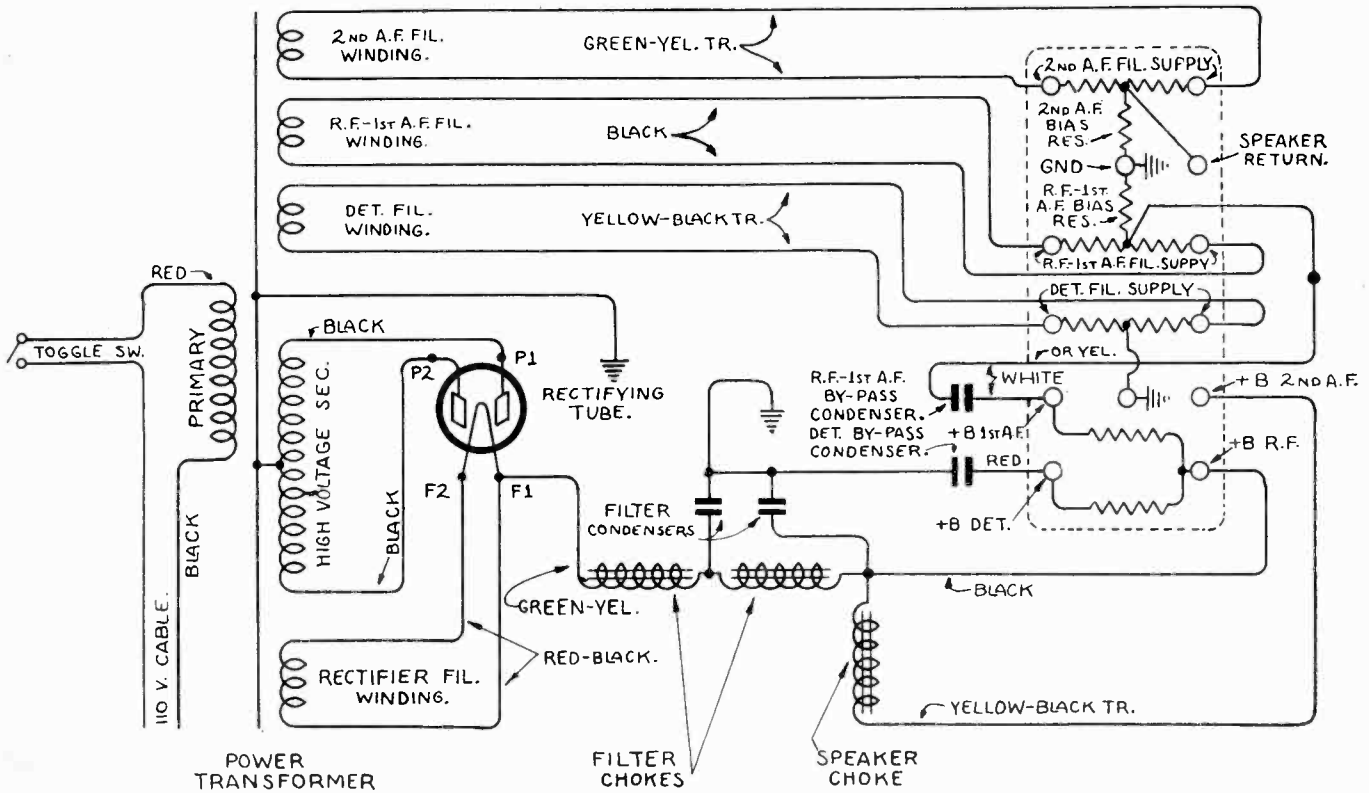 2ND A.F. FIL.
WINDING.
GREEN-YEL. TR.
2ND A.F. FIL. SUPPLY
2ND A.F.
BIAS
RES.
R.F.-1ST A.F. FIL.
WINDING.
BLACK
GND
SPEAKER
RETURN.
R.F.-1ST
A.F. BIAS
RES.
DET. FIL.
WINDING.
YELLOW-BLACK TR.
R.F.-1ST A.F. FIL. SUPPY
RED
DET. FIL. SUPPLY
TOGGLE SW.
PRIMARY
BLACK
P2
P1
RECTIFYING
TUBE.
OR YEL.
WHITE
R.F.-1ST A.F.
BY-PASS
CONDENSER.
DET. BY-PASS
CONDENSER.
+B 1ST A.F.
+B 2ND A.F.
+B R.F.
RED
+B DET.
HIGH VOLTAGE SEC.
BLACK
F2
F1
FILTER
CONDENSERS
BLACK
110 V. CABLE.
BLACK
GREEN-YEL.
RED-BLACK.
RECTIFIER FIL.
WINDING.
YELLOW-BLACK TR.
POWER
TRANSFORMER
FILTER
CHOKES
SPEAKER
CHOKE